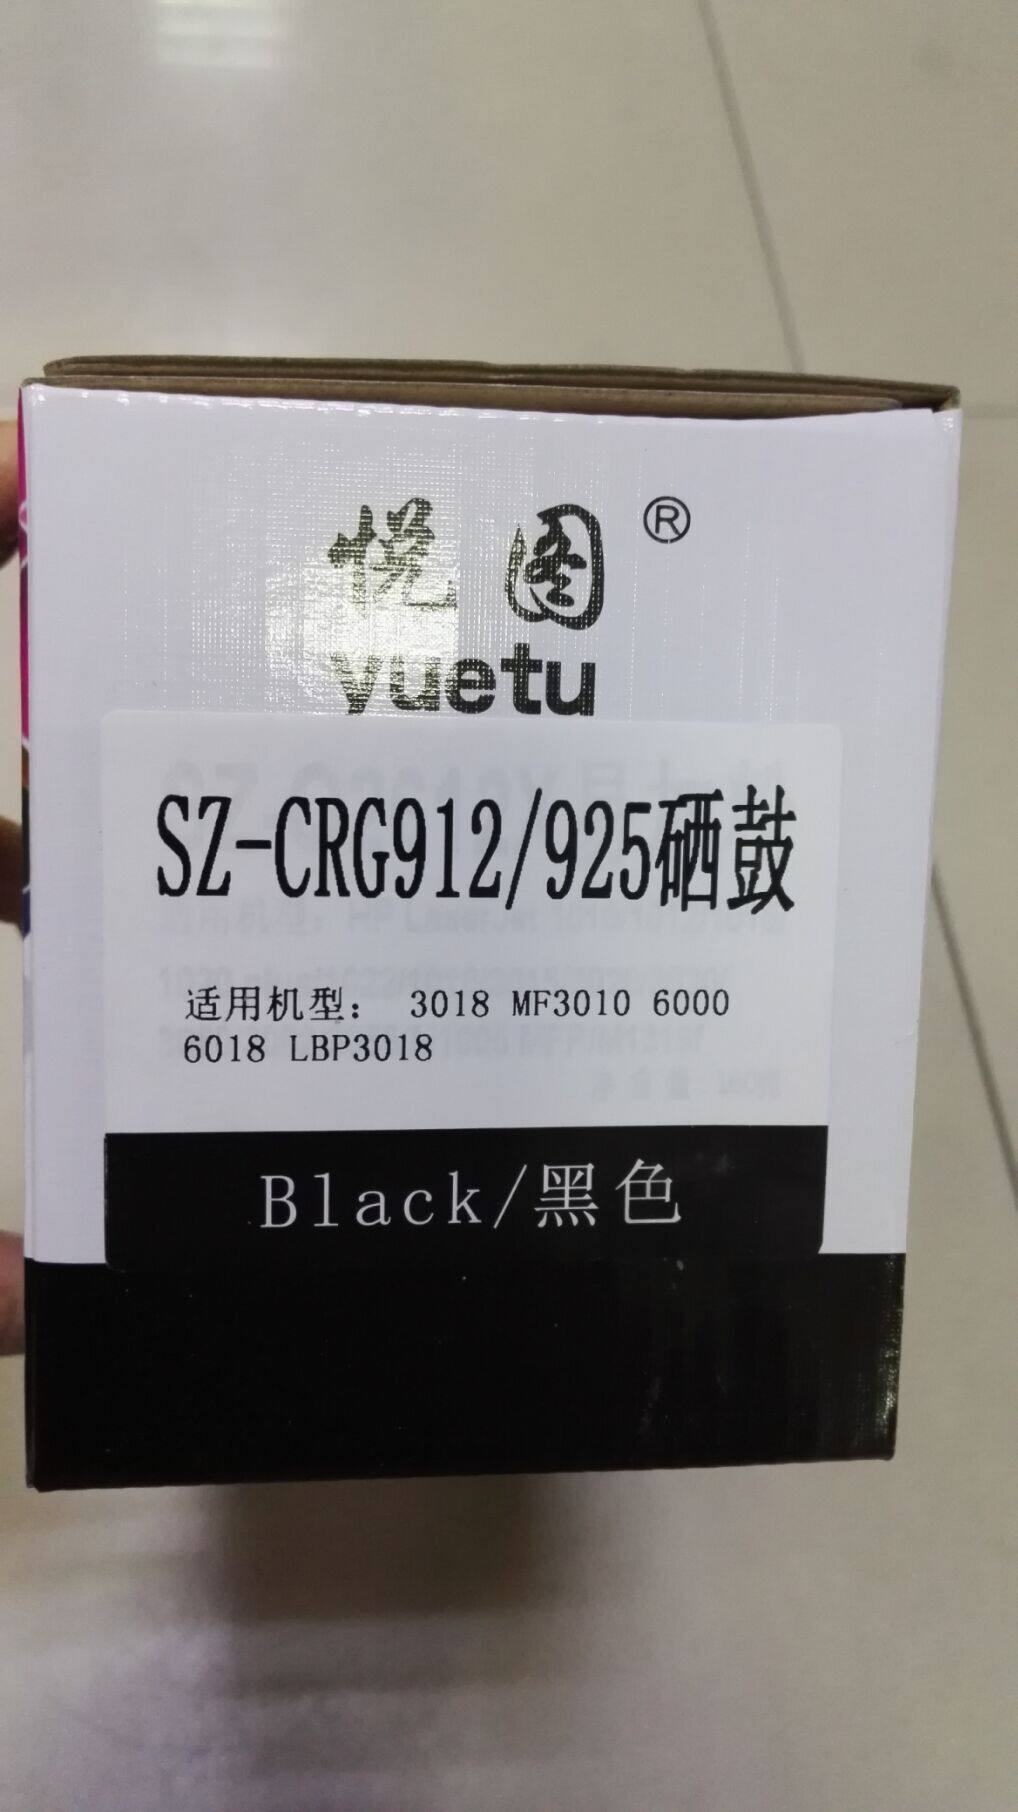 悦图®
yuetu
SZ-CRG912/925硒鼓
适用机型： 3018 MF3010 6000
6018 LBP3018
Black/黑色